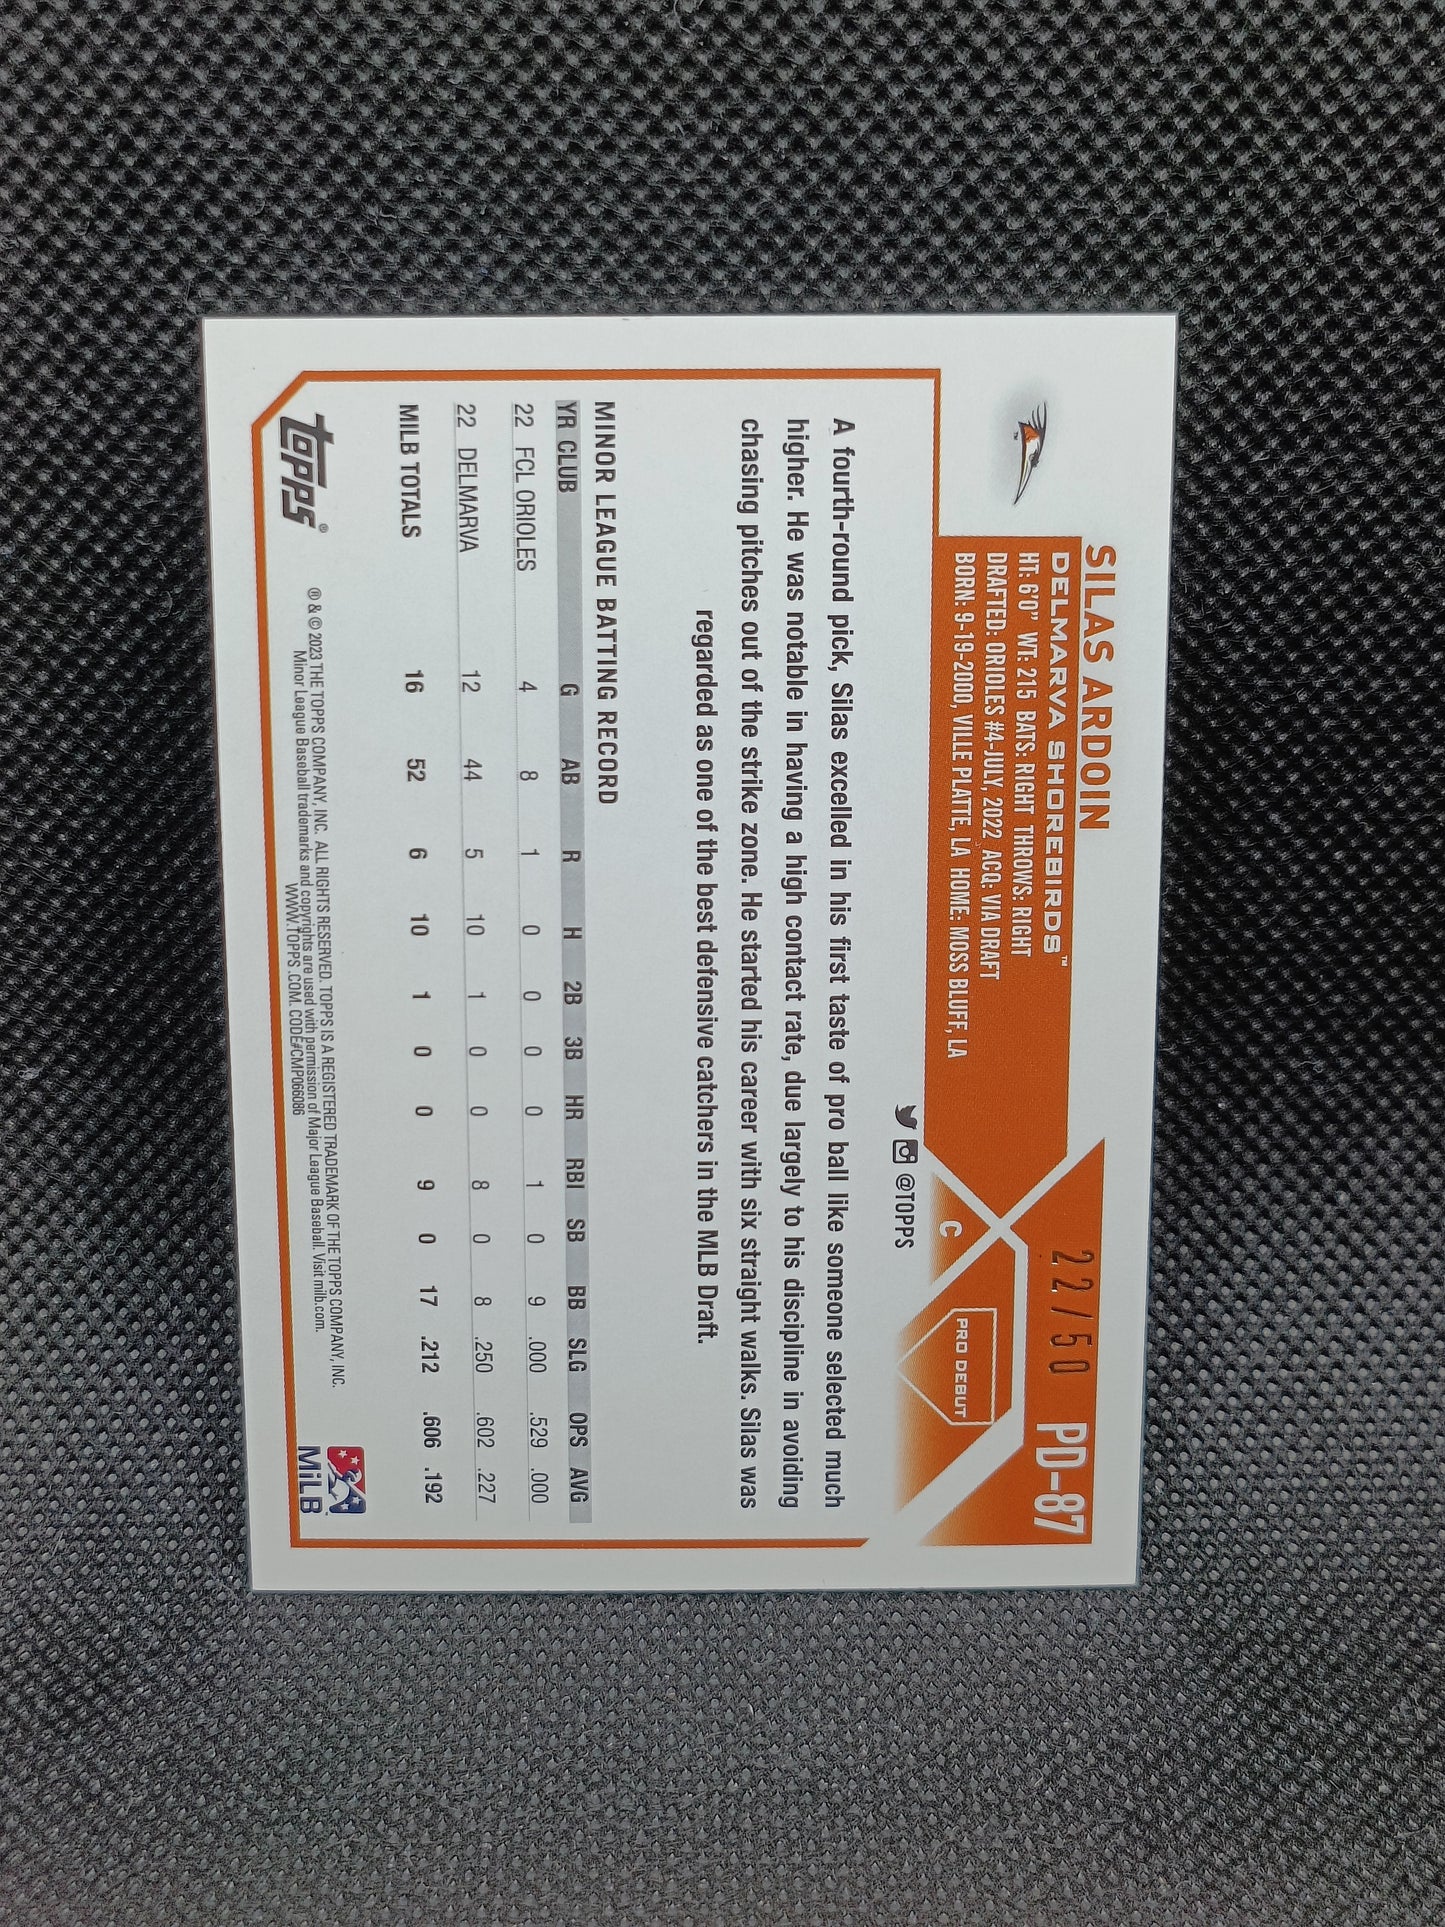 22/50 PD-87
SILAS ARDOIN
DELMARVA SHOREBIRDS™
HT: 6'0" WT: 215 BATS: RIGHT THROWS: RIGHT
DRAFTED: ORIOLES #4-JULY, 2022 ACQ: VIA DRAFT
BORN: 9-19-2000, VILLE PLATTE, LA HOME: MOSS BLUFF, LA
C
PRO DEBUT
@TOPPS
A fourth-round pick, Silas excelled in his first taste of pro ball like someone selected much
higher. He was notable in having a high contact rate, due largely to his discipline in avoiding
chasing pitches out of the strike zone. He started his career with six straight walks. Silas was
regarded as one of the best defensive catchers in the MLB Draft.
MINOR LEAGUE BATTING RECORD
YR CLUB G AB R H 2B 3B HR RBI SB BB SLG OPS AVG
22 FCL ORIOLES 4 8 1 0 0 0 0 1 0 9 .000 .529 .000
22 DELMARVA 12 44 5 10 1 0 0 8 0 8 .250 .602 .227
MILB TOTALS 16 52 6 10 1 0 0 9 0 17 .212 .606 .192
topps®
® & © 2023 THE TOPPS COMPANY, INC. ALL RIGHTS RESERVED. TOPPS IS A REGISTERED TRADEMARK OF THE TOPPS COMPANY, INC.
Minor League Baseball trademarks and copyrights are used with permission of Major League Baseball. Visit milb.com.
WWW.TOPPS.COM. CODE#CMP066086
MiLB